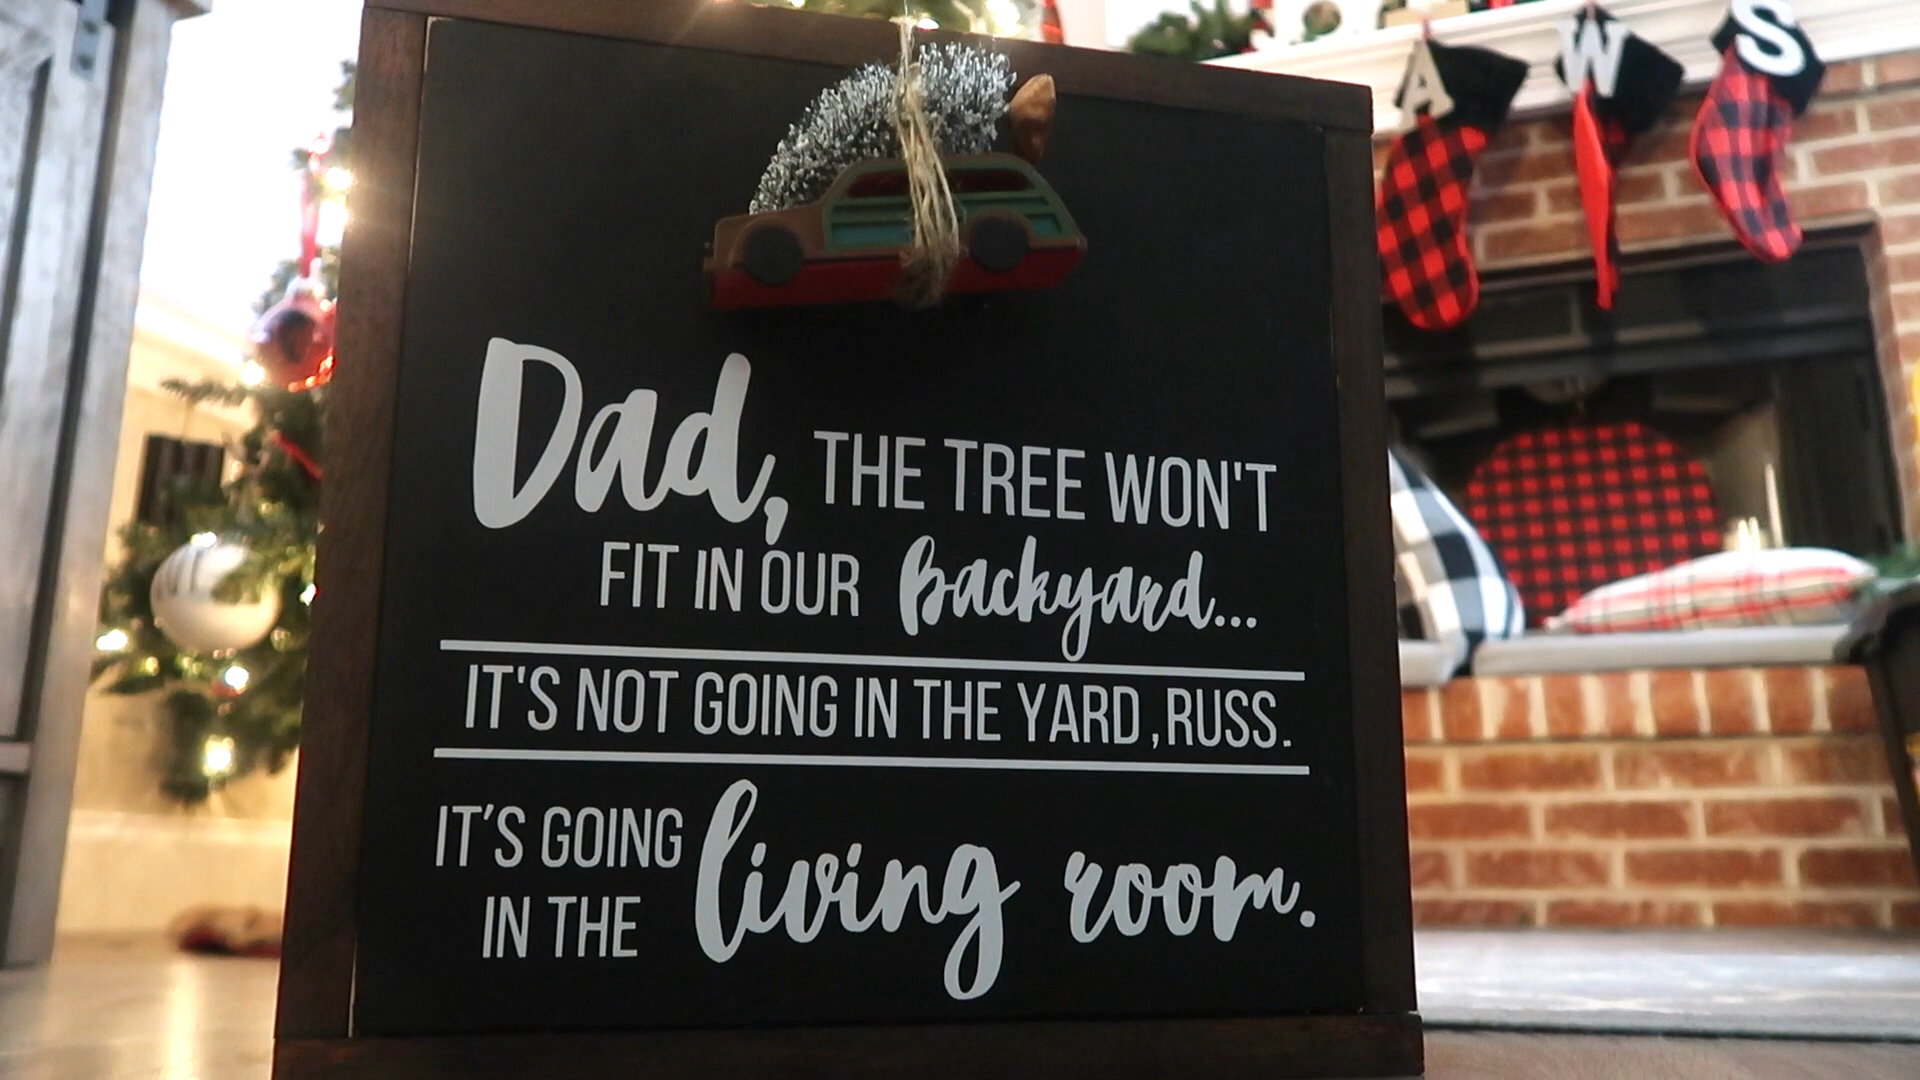 A W S
Dad, THE TREE WON'T
FIT IN OUR Backyard...
IT'S NOT GOING IN THE YARD, RUSS.
IT'S GOING
IN THE living room.